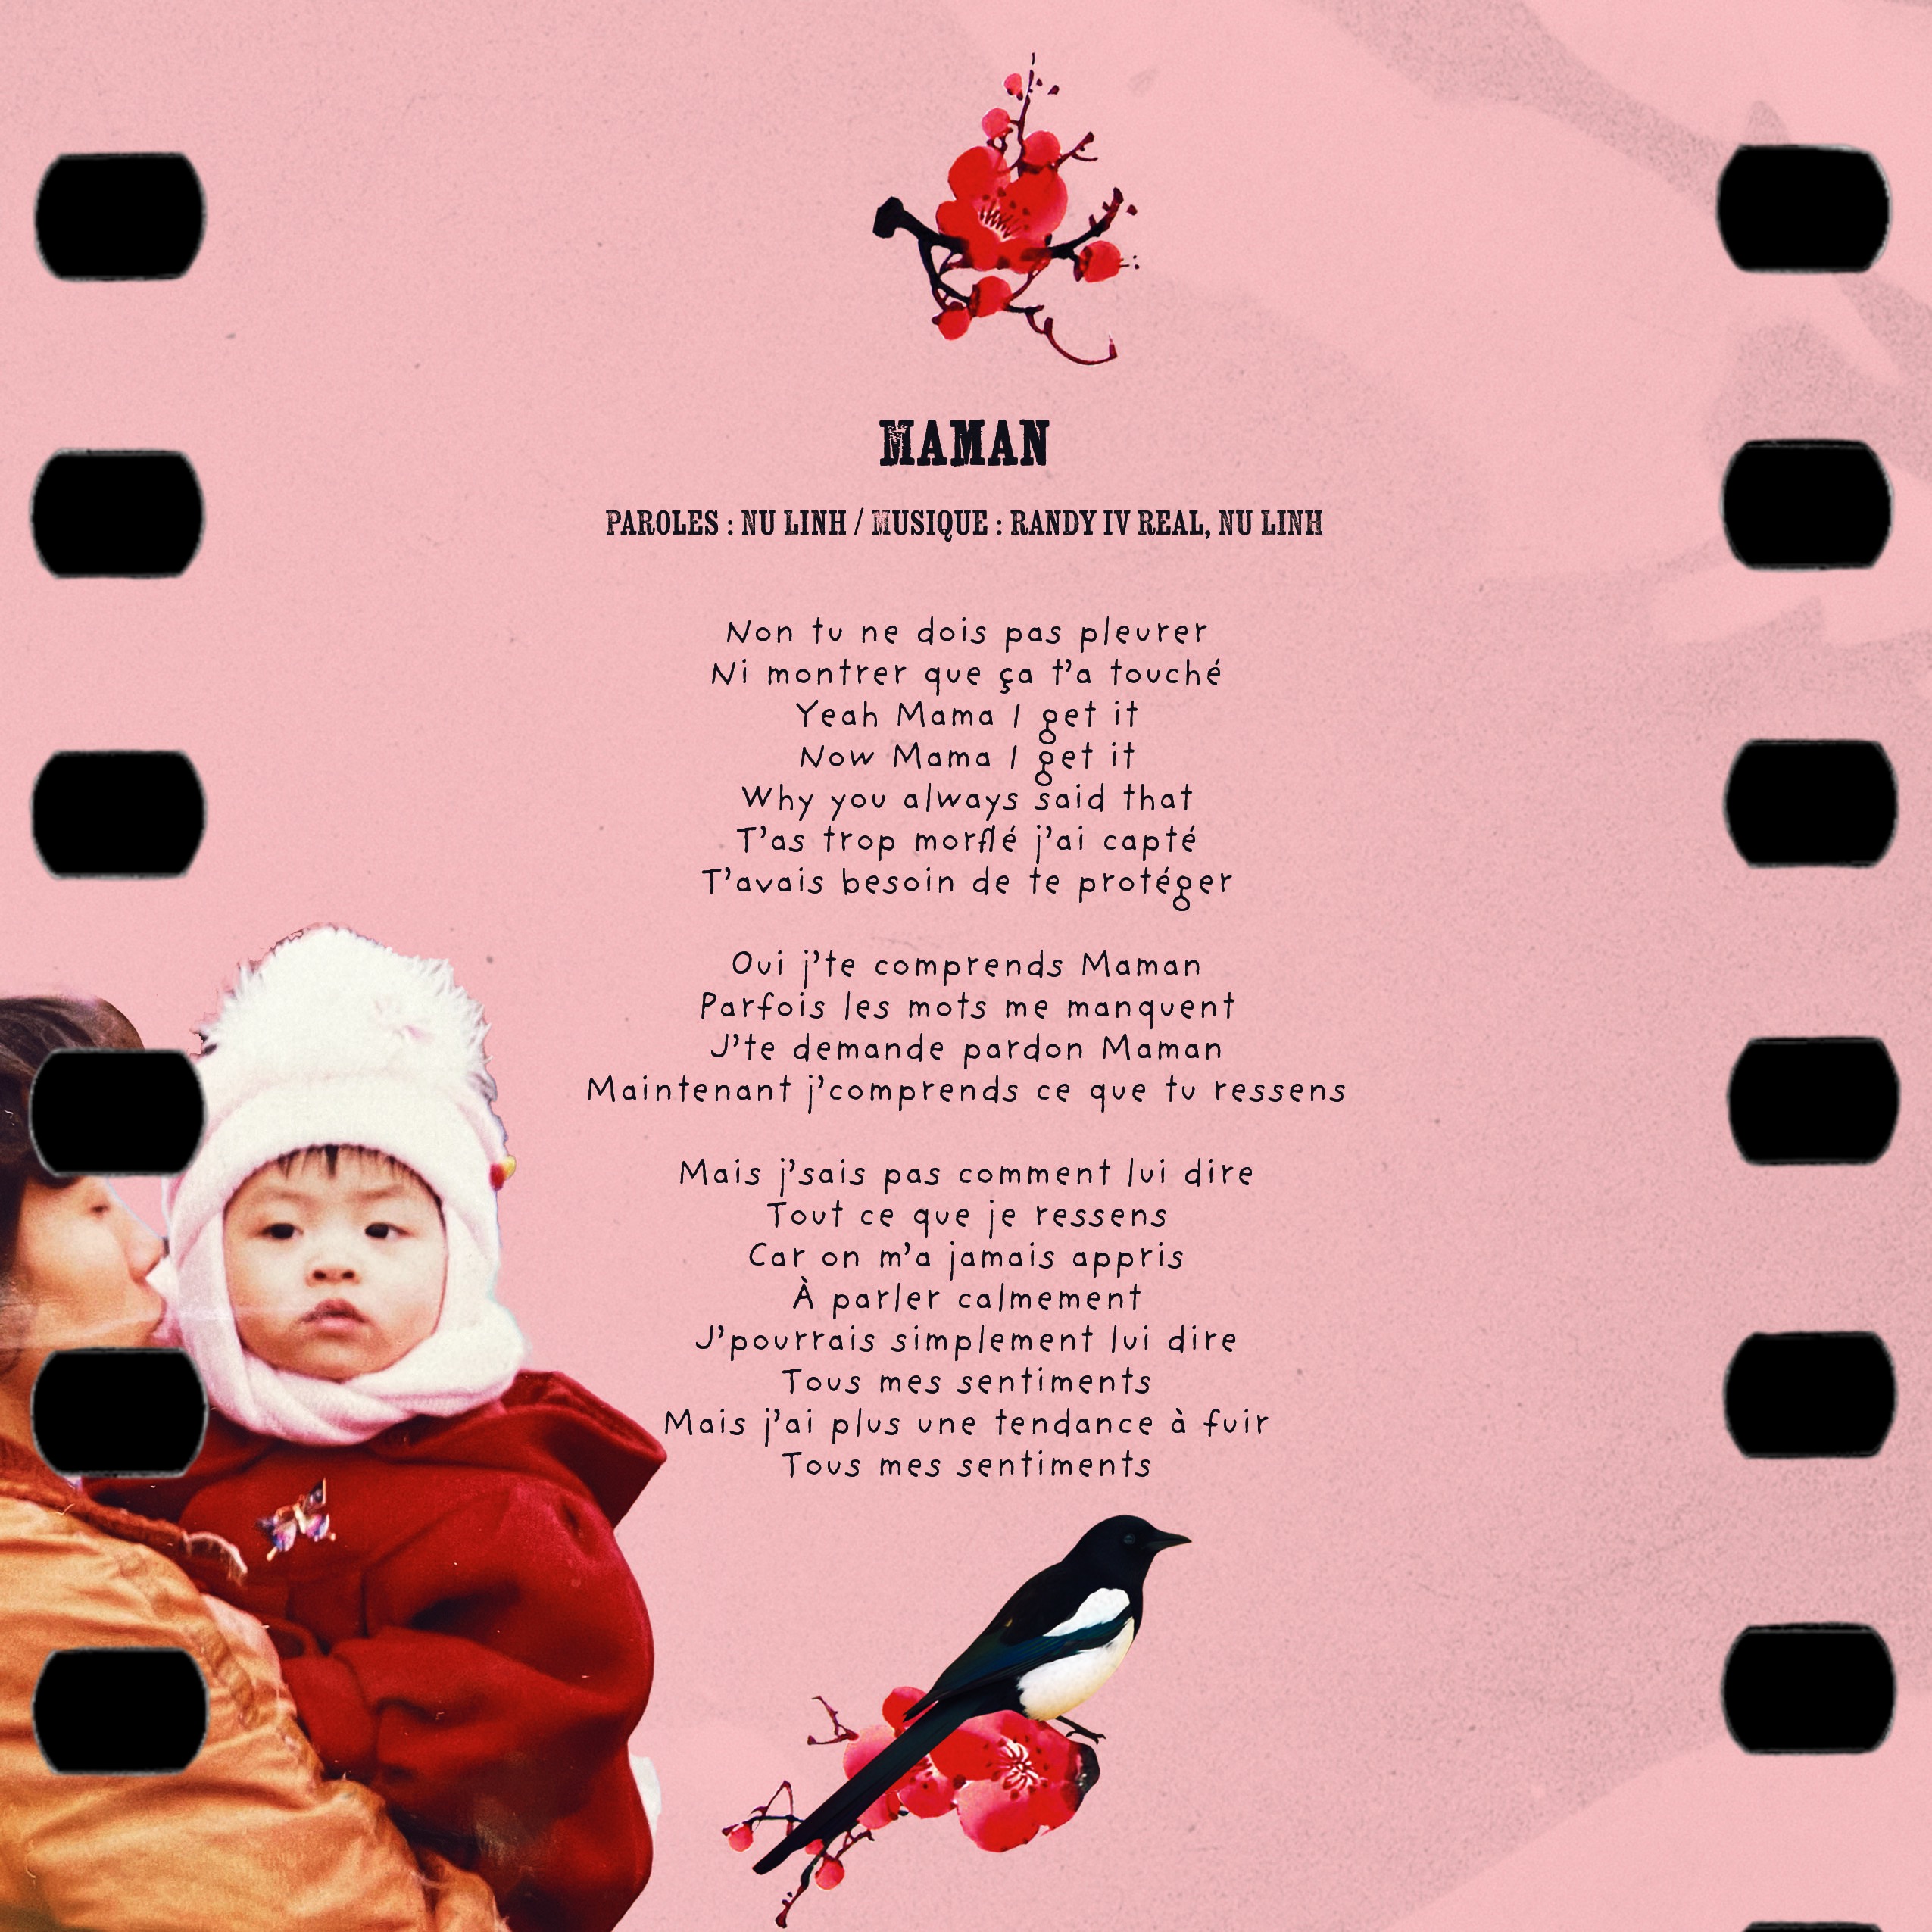 MAMAN
PAROLES : NU LINH / MUSIQUE : RANDY IV REAL, NU LINH
Non tu ne dois pas pleurer
Ni montrer que ça t'a touché
Yeah Mama I get it
Now Mama I get it
Why you always said that
T'as trop morflé j'ai capté
T'avais besoin de te protéger
Oui j'te comprends Maman
Parfois les mots me manquent
J'te demande pardon Maman
Maintenant j'comprends ce que tu ressens
Mais j'sais pas comment lui dire
Tout ce que je ressens
Car on m'a jamais appris
À parler calmement
J'pourrais simplement lui dire
Tous mes sentiments
Mais j'ai plus une tendance à fuir
Tous mes sentiments